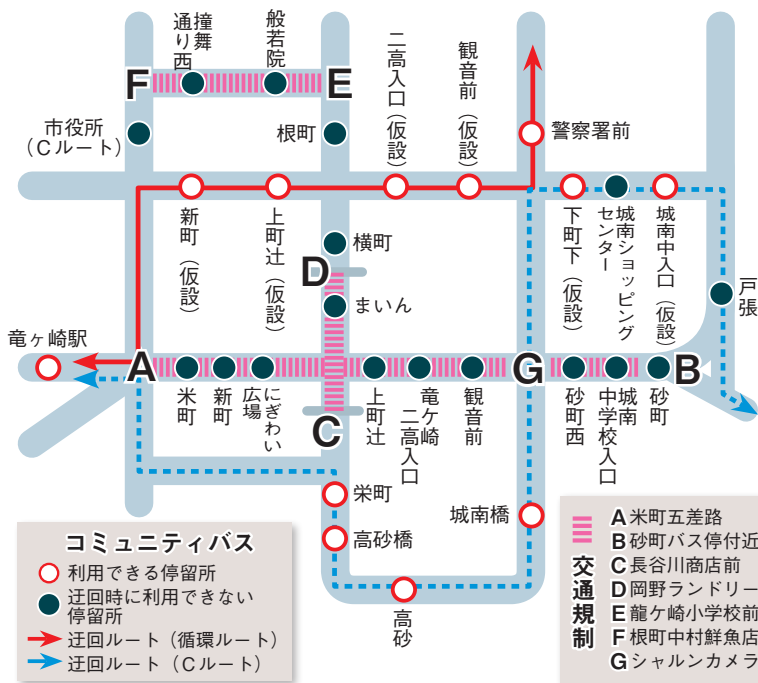 撞舞
通り西
般若院
二高入口（仮設）
観音前（仮設）
F
E
市役所
（Cルート）
根町
警察署前
新町（仮設）
上町辻（仮設）
横町
D
まいん
下町下（仮設）
城南ショッピング
センター
城南中入口（仮設）
戸張
竜ヶ崎駅
A
米町
新町
にぎわい
広場
C
上町辻
竜ケ崎
二高入口
観音前
G
砂町西
城南
中学校入口
砂町
B
栄町
高砂橋
高砂
城南橋
コミュニティバス
利用できる停留所
迂回時に利用できない
停留所
迂回ルート（循環ルート）
迂回ルート（Cルート）
交通規制
A米町五差路
B砂町バス停付近
C長谷川商店前
D岡野ランドリー
E龍ケ崎小学校前
F根町中村鮮魚店
Gシャルンカメラ